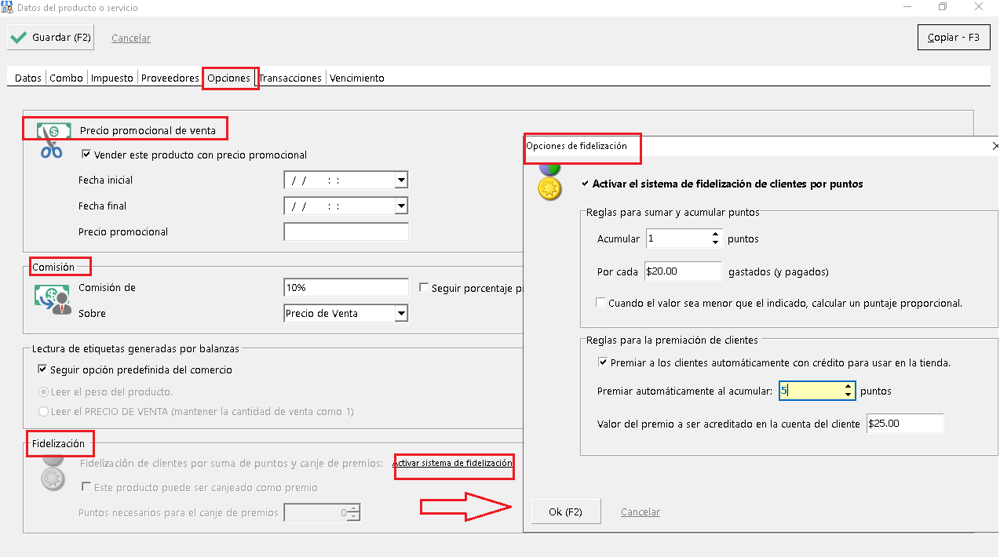 Datos del producto o servicio
Guardar (F2)
Cancelar
Copiar - F3
Datos
Combo
Impuesto
Proveedores
Opciones
Transacciones
Vencimiento
Precio promocional de venta
Vender este producto con precio promocional
Fecha inicial
/ / : :
Fecha final
/ / : :
Precio promocional
Comisión
Comisión de
10%
Seguir porcentaje
Sobre
Precio de Venta
Lectura de etiquetas generadas por balanzas
Seguir opción predefinida del comercio
Leer el peso del producto.
Leer el PRECIO DE VENTA (mantener la cantidad de venta como 1)
Fidelización
Fidelización de clientes por suma de puntos y canje de premios:
Activar sistema de fidelización
Este producto puede ser canjeado como premio
Puntos necesarios para el canje de premios
0
Opciones de fidelización
Activar el sistema de fidelización de clientes por puntos
Reglas para sumar y acumular puntos
Acumular
1
puntos
Por cada
$20.00
gastados (y pagados)
Cuando el valor sea menor que el indicado, calcular un puntaje proporcional.
Reglas para la premiación de clientes
Premiar a los clientes automáticamente con crédito para usar en la tienda.
Premiar automáticamente al acumular:
5
puntos
Valor del premio a ser acreditado en la cuenta del cliente
$25.00
Ok (F2)
Cancelar